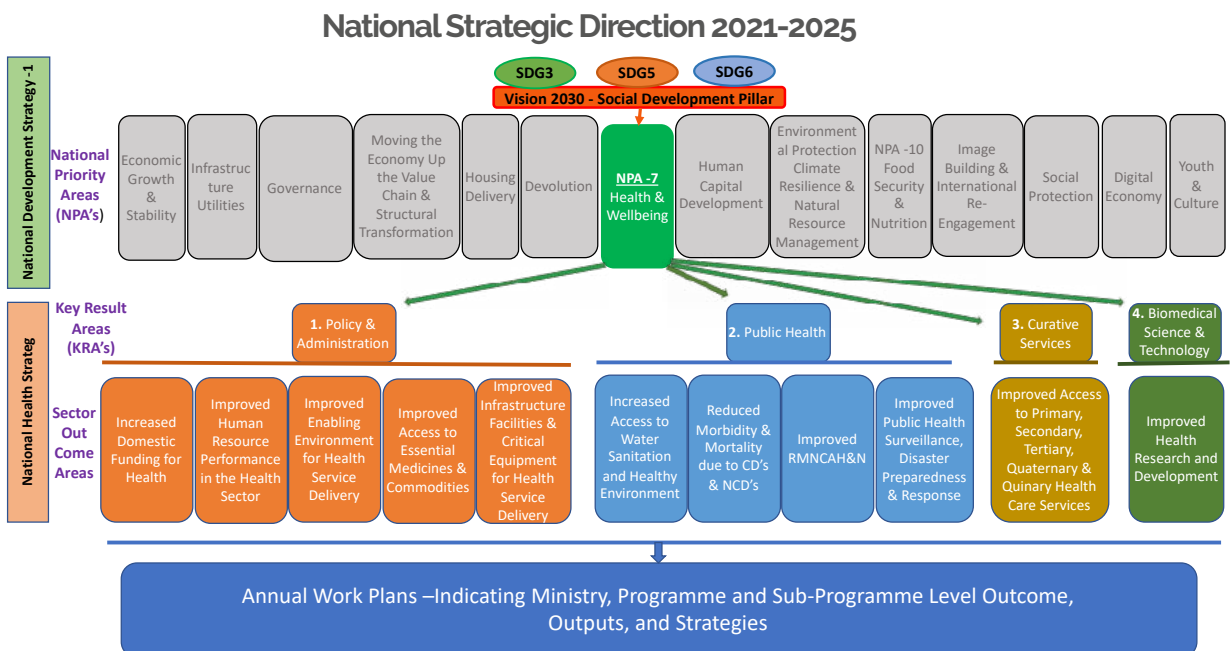 National Strategic Direction 2021-2025
National Development Strategy -1
SDG3
SDG5
SDG6
Vision 2030 - Social Development Pillar
National
Priority
Areas
(NPA's)
Economic
Growth
&
Stability
Infrastruc
ture
Utilities
Governance
Moving the
Economy Up
the Value
Chain &
Structural
Transformation
Housing
Delivery
Devolution
NPA -7
Health &
Wellbeing
Human
Capital
Development
Environment
al Protection
Climate
Resilience &
Natural
Resource
Management
NPA -10
Food
Security
&
Nutrition
Image
Building &
International
Re-
Engagement
Social
Protection
Digital
Economy
Youth
&
Culture
National Health Strateg
Key Result
Areas
(KRA's)
1. Policy &
Administration
2. Public Health
3. Curative
Services
4. Biomedical
Science &
Technology
Sector
Out
Come
Areas
Increased
Domestic
Funding for
Health
Improved
Human
Resource
Performance
in the Health
Sector
Improved
Enabling
Environment
for Health
Service
Delivery
Improved
Access to
Essential
Medicines &
Commodities
Improved
Infrastructure
Facilities &
Critical
Equipment
for Health
Service
Delivery
Increased
Access to
Water
Sanitation
and Healthy
Environment
Reduced
Morbidity &
Mortality
due to CD's
& NCD's
Improved
RMNCAH&N
Improved
Public Health
Surveillance,
Disaster
Preparedness
& Response
Improved Access
to Primary,
Secondary,
Tertiary,
Quaternary &
Quinary Health
Care Services
Improved
Health
Research and
Development
Annual Work Plans –Indicating Ministry, Programme and Sub-Programme Level Outcome,
Outputs, and Strategies